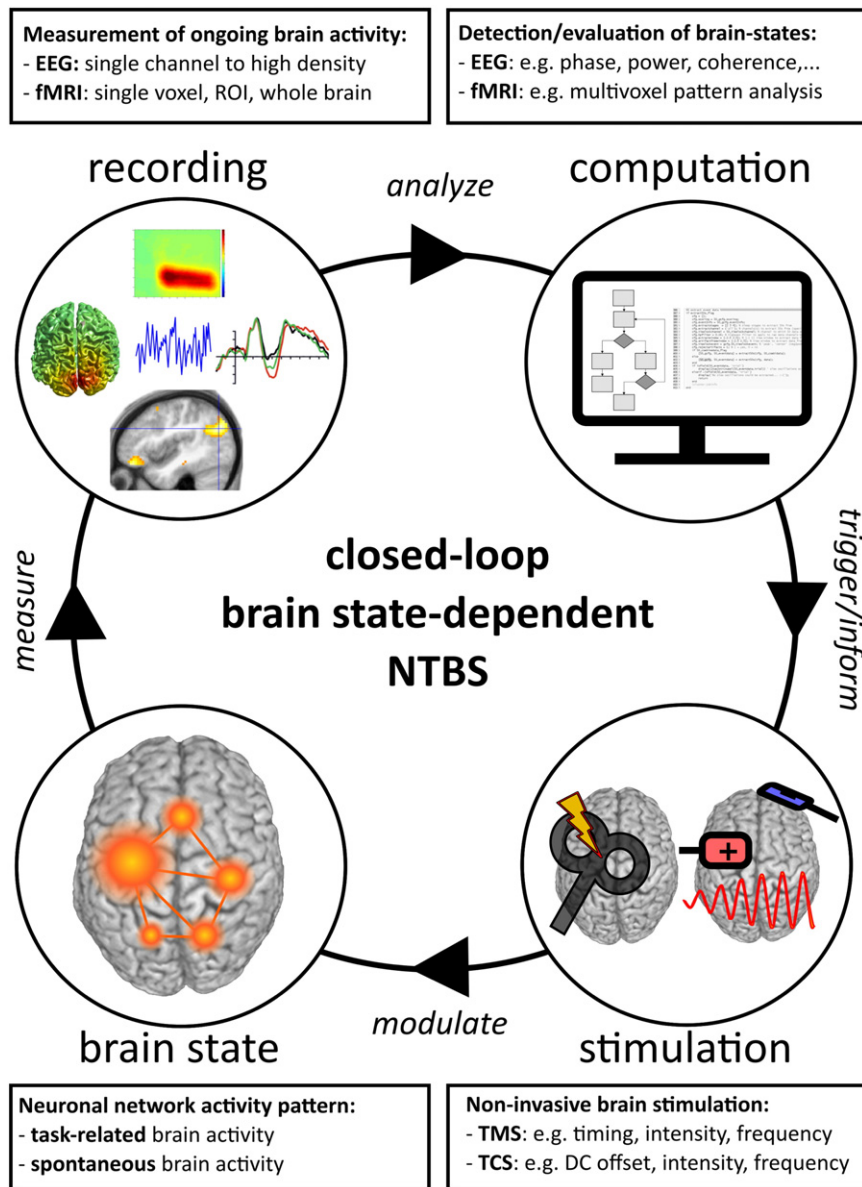 Measurement of ongoing brain activity:
- EEG: single channel to high density
- fMRI: single voxel, ROI, whole brain
Detection/evaluation of brain-states:
- EEG: e.g. phase, power, coherence,...
- fMRI: e.g. multivoxel pattern analysis
recording
analyze
computation
closed-loop
brain state-dependent
NTBS
measure
trigger/inform
+
-
modulate
brain state
stimulation
Neuronal network activity pattern:
- task-related brain activity
- spontaneous brain activity
Non-invasive brain stimulation:
- TMS: e.g. timing, intensity, frequency
- TCS: e.g. DC offset, intensity, frequency